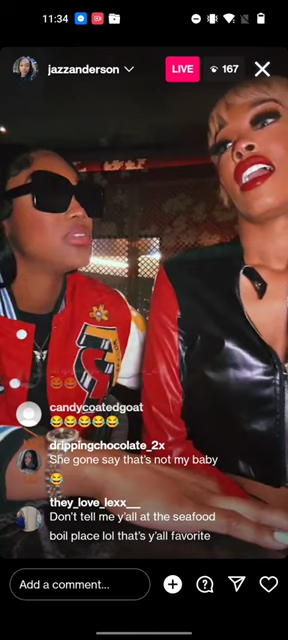 11:34
jazzanderson
LIVE
167
candycoatedgoat
😂😂😂😂😂
drippingchocolate_2x
She gone say that's not my baby
😂
they_love_lexx__
Don't tell me y'all at the seafood
boil place lol that's y'all favorite
Add a comment...